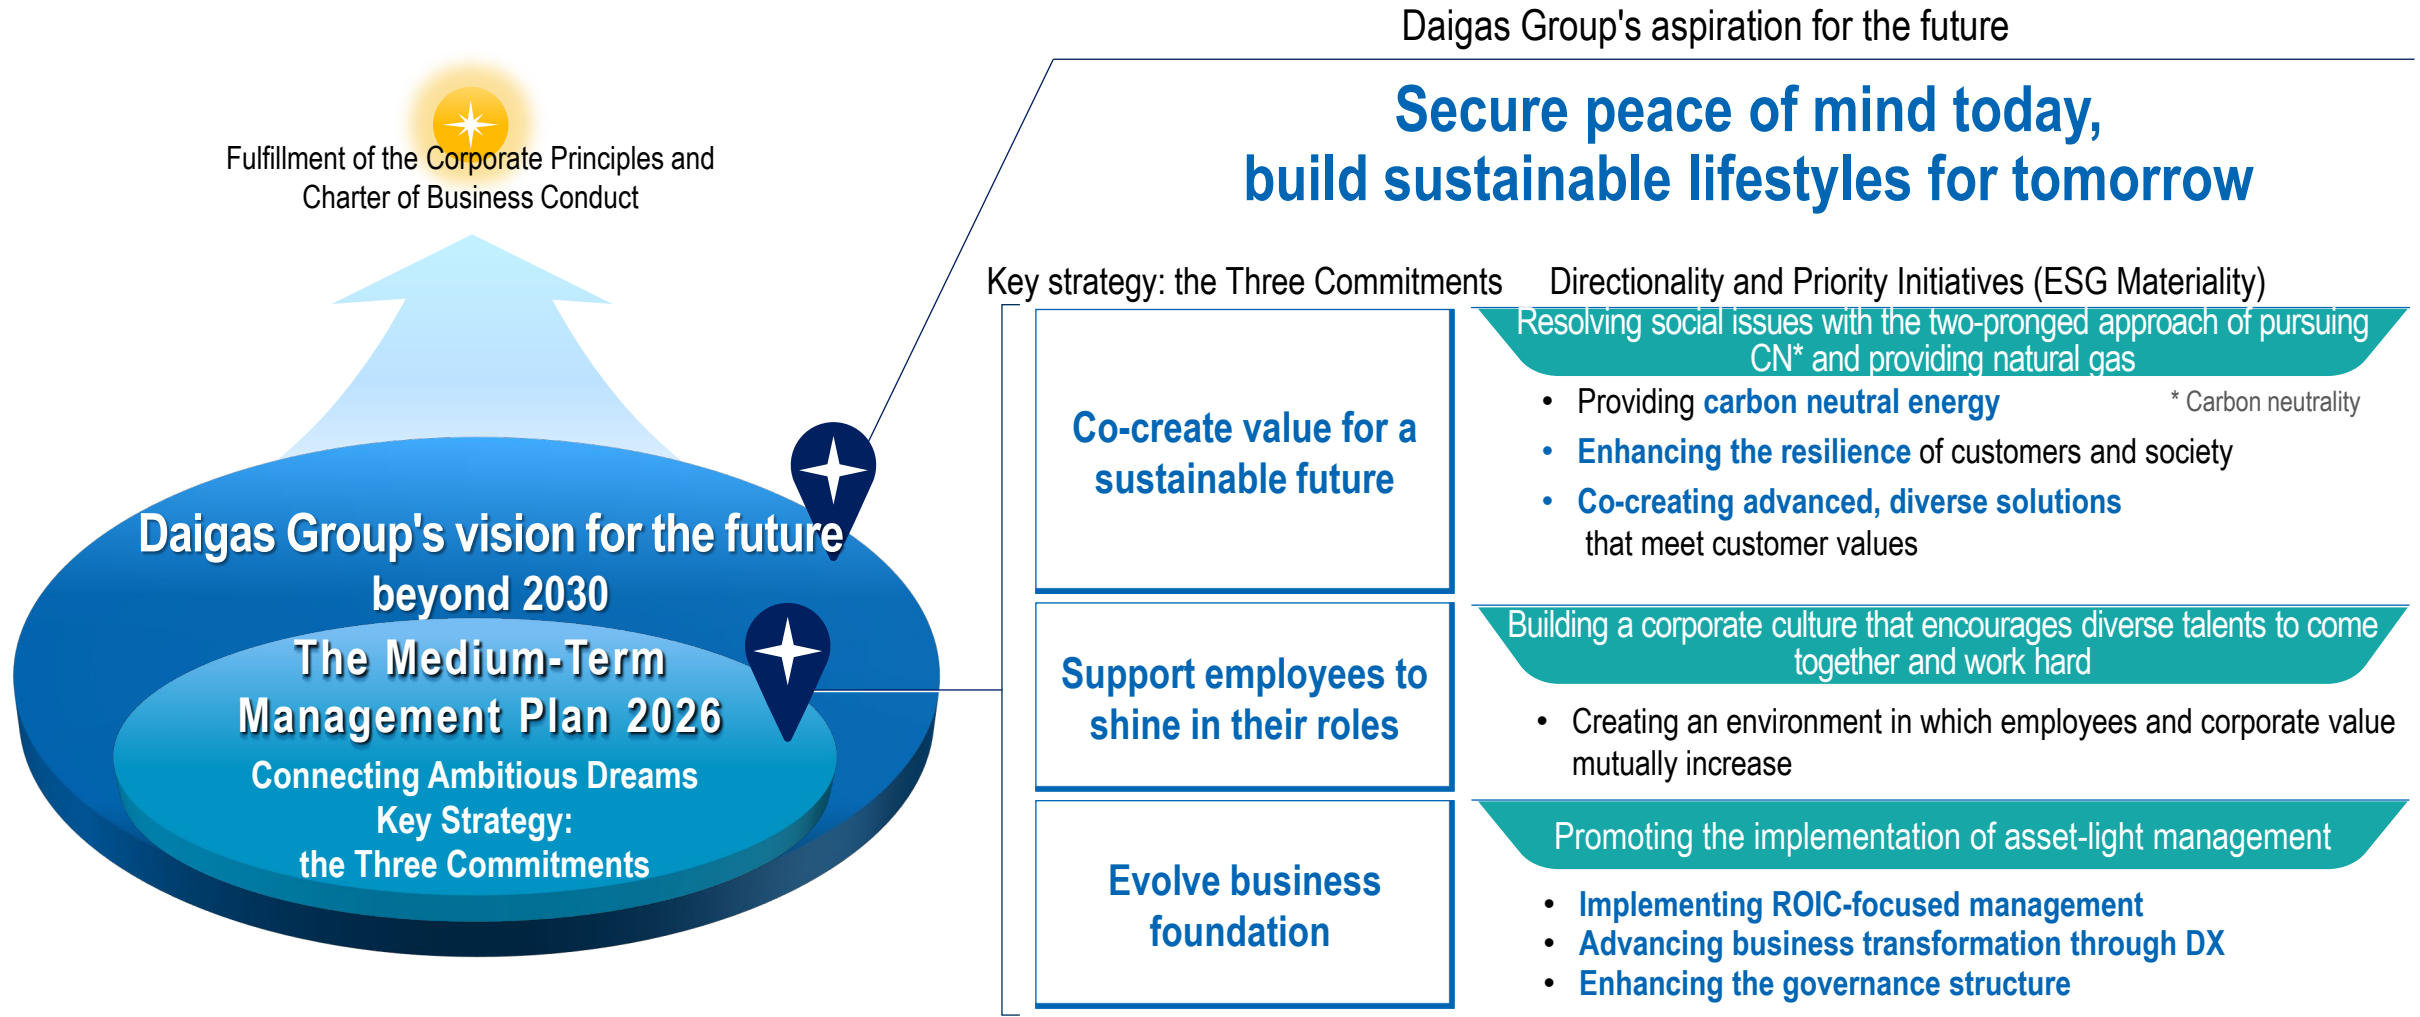 Daigas Group's aspiration for the future
Secure peace of mind today,
build sustainable lifestyles for tomorrow
Fulfillment of the Corporate Principles and
Charter of Business Conduct
Daigas Group's vision for the future
beyond 2030
The Medium-Term
Management Plan 2026
Connecting Ambitious Dreams
Key Strategy:
the Three Commitments
Key strategy: the Three Commitments
Directionality and Priority Initiatives (ESG Materiality)
Co-create value for a
sustainable future
Resolving social issues with the two-pronged approach of pursuing
CN* and providing natural gas
• Providing carbon neutral energy
* Carbon neutrality
• Enhancing the resilience of customers and society
• Co-creating advanced, diverse solutions
that meet customer values
Support employees to
shine in their roles
Building a corporate culture that encourages diverse talents to come
together and work hard
• Creating an environment in which employees and corporate value
mutually increase
Evolve business
foundation
Promoting the implementation of asset-light management
• Implementing ROIC-focused management
• Advancing business transformation through DX
• Enhancing the governance structure